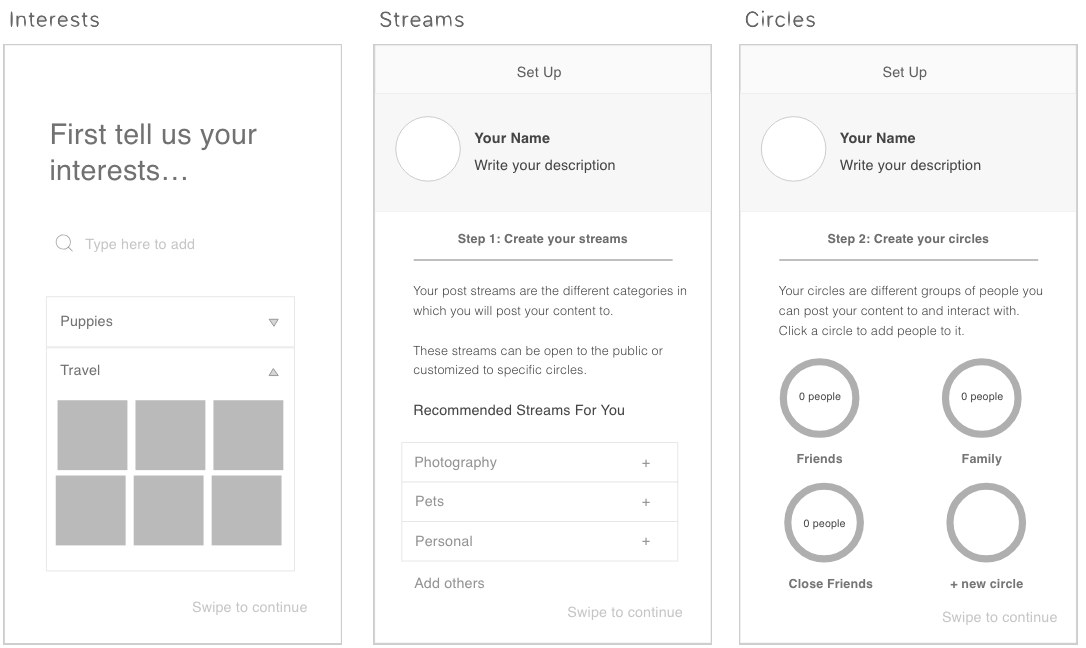 Interests
First tell us your
interests...
Type here to add
Puppies
Travel
Swipe to continue
Streams
Set Up
Your Name
Write your description
Step 1: Create your streams
Your post streams are the different categories in
which you will post your content to.
These streams can be open to the public or
customized to specific circles.
Recommended Streams For You
Photography +
Pets +
Personal +
Add others
Swipe to continue
Circles
Set Up
Your Name
Write your description
Step 2: Create your circles
Your circles are different groups of people you
can post your content to and interact with.
Click a circle to add people to it.
0 people
0 people
Friends
Family
0 people
Close Friends
+ new circle
Swipe to continue